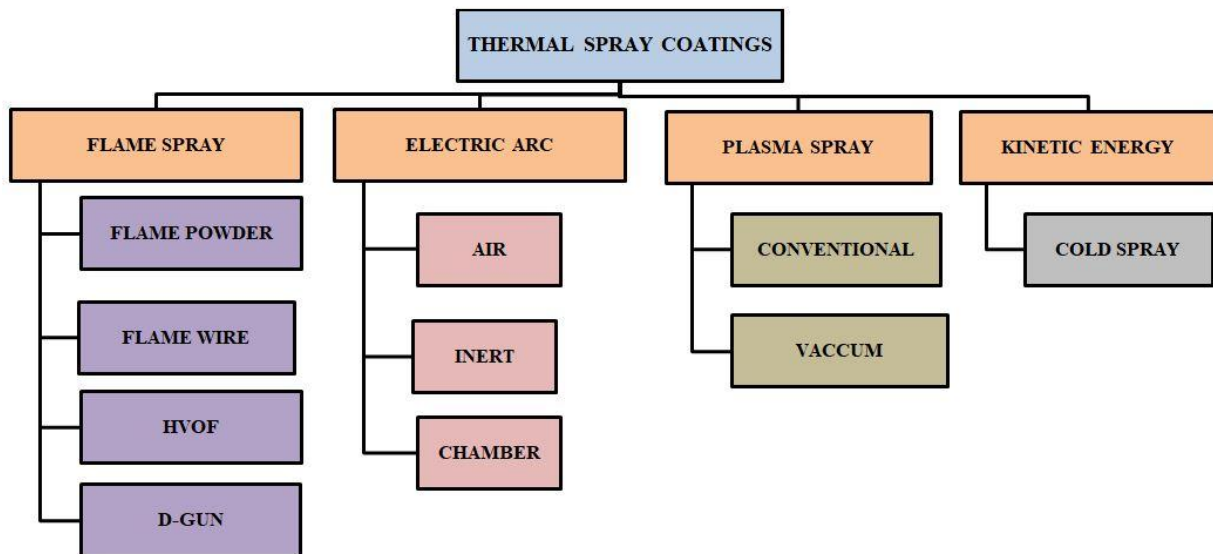 THERMAL SPRAY COATINGS
FLAME SPRAY
ELECTRIC ARC
PLASMA SPRAY
KINETIC ENERGY
FLAME POWDER
FLAME WIRE
HVOF
D-GUN
AIR
INERT
CHAMBER
CONVENTIONAL
VACCUM
COLD SPRAY